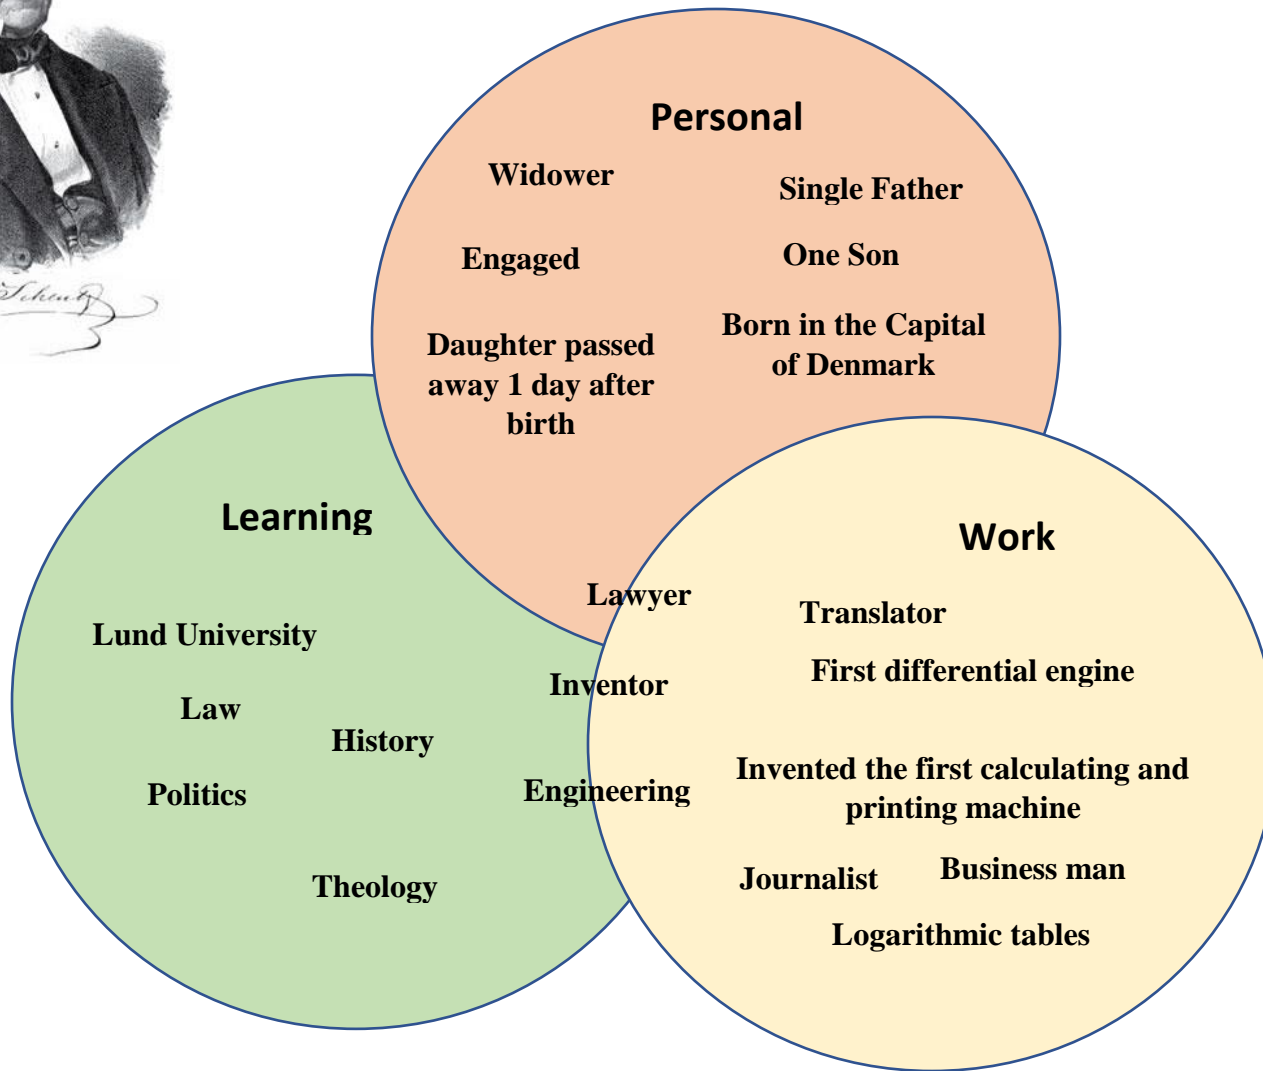 Personal
Widower
Single Father
Engaged
One Son
Born in the Capital
of Denmark
Daughter passed
away 1 day after
birth
Scheutz
Learning
Lund University
Law
History
Politics
Theology
Lawyer
Inventor
Engineering
Work
Translator
First differential engine
Invented the first calculating and
printing machine
Journalist
Business man
Logarithmic tables